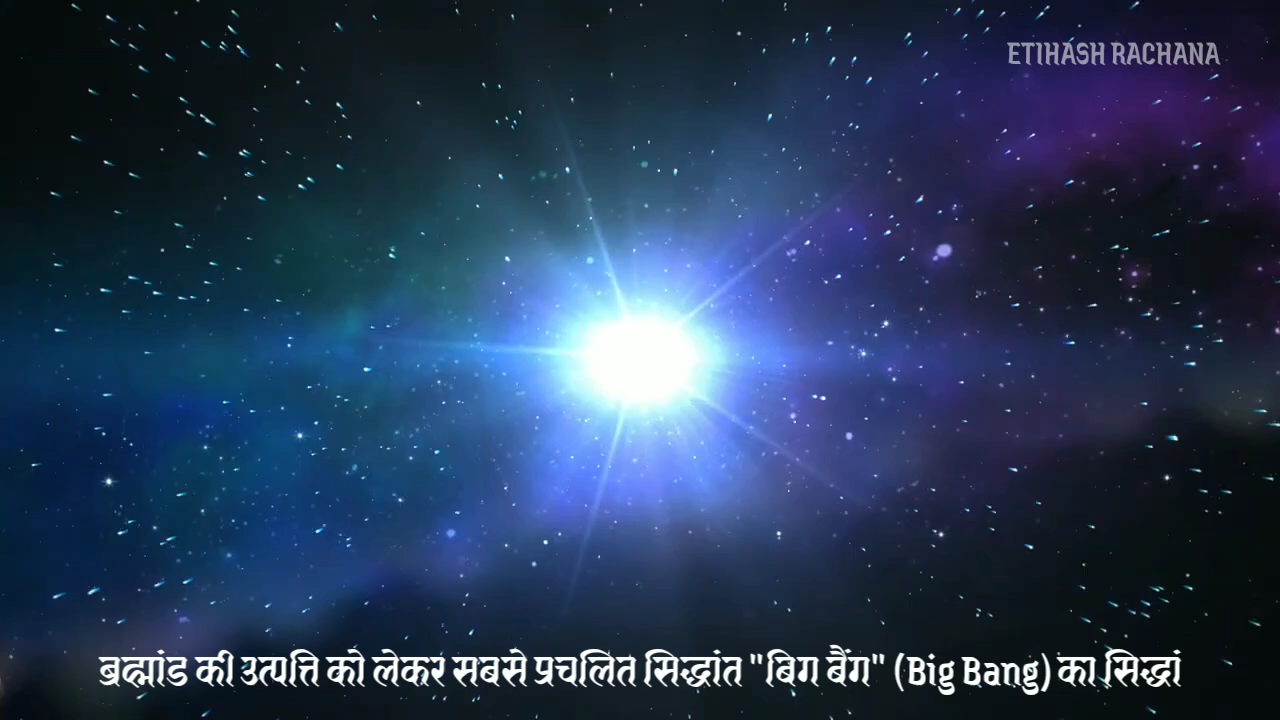 ETIHASH RACHANA
ब्रह्मांड की उत्पत्ति को लेकर सबसे प्रचलित सिद्धांत "बिग बैंग" (Big Bang) का सिद्धां